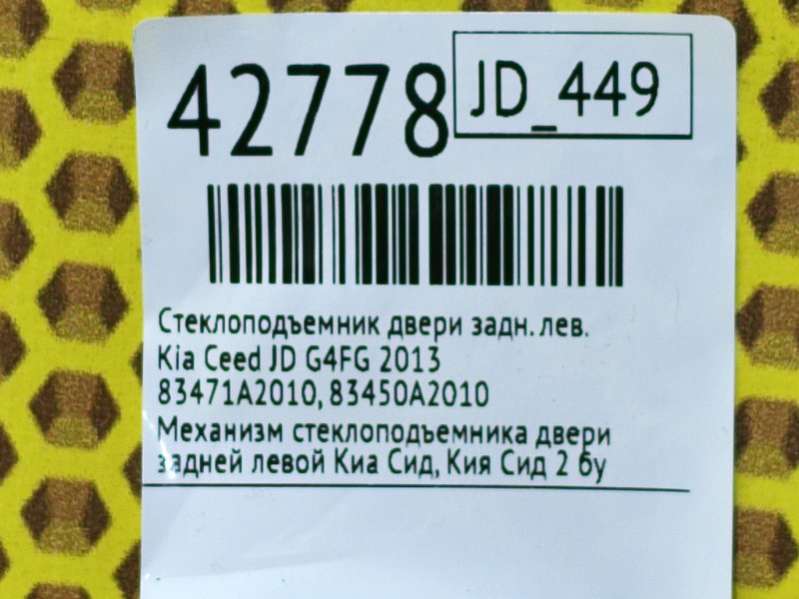 42778
JD_449
Стеклоподъемник двери задн. лев.
Kia Ceed JD G4FG 2013
83471A2010, 83450A2010
Механизм стеклоподъемника двери
задней левой Киа Сид, Кия Сид 2 бу